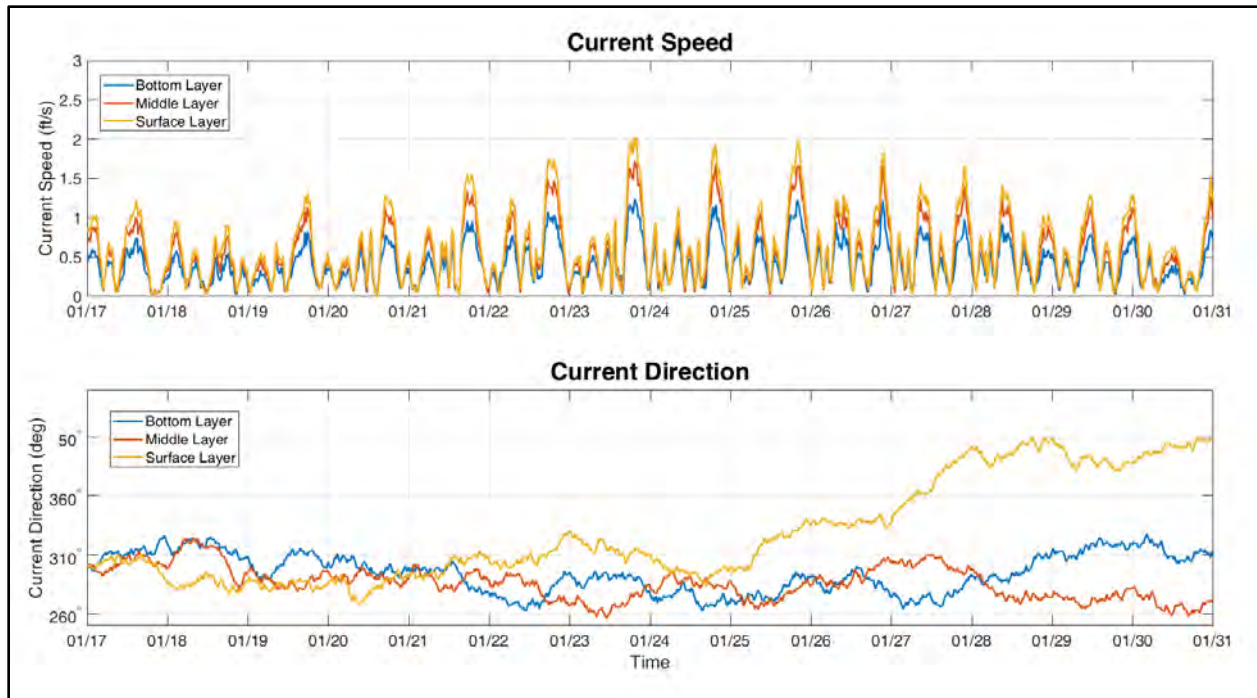 Current Speed
Current Speed (ft/s)
3
2.5
2
1.5
1
0.5
0
Bottom Layer
Middle Layer
Surface Layer
01/17 01/18 01/19 01/20 01/21 01/22 01/23 01/24 01/25 01/26 01/27 01/28 01/29 01/30 01/31
Current Direction
Current Direction (deg)
50°
360°
310°
260°
Bottom Layer
Middle Layer
Surface Layer
01/17 01/18 01/19 01/20 01/21 01/22 01/23 01/24 01/25 01/26 01/27 01/28 01/29 01/30 01/31
Time